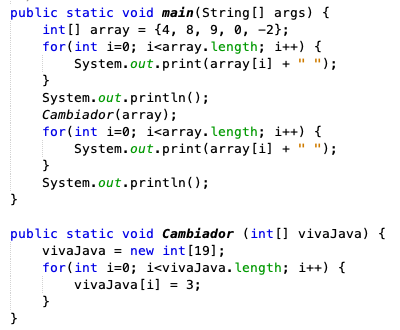 public static void main(String[] args) {
    int[] array = {4, 8, 9, 0, -2};
    for(int i=0; i<array.length; i++) {
        System.out.print(array[i] + " ");
    }
    System.out.println();
    Cambiador(array);
    for(int i=0; i<array.length; i++) {
        System.out.print(array[i] + " ");
    }
    System.out.println();
}

public static void Cambiador (int[] vivaJava) {
    vivaJava = new int[19];
    for(int i=0; i<vivaJava.length; i++) {
        vivaJava[i] = 3;
    }
}